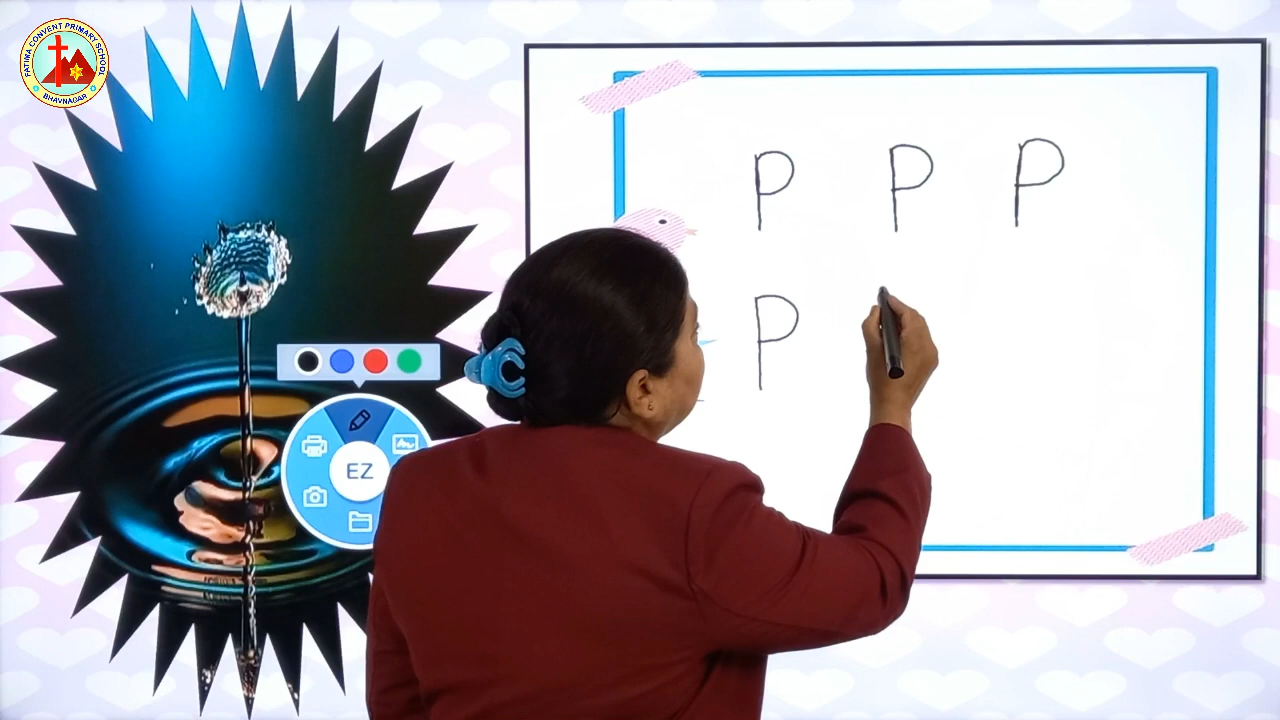 FATIMA CONVENT PRIMARY SCHOOL
BHAVNAGAR
P P P
P
EZ